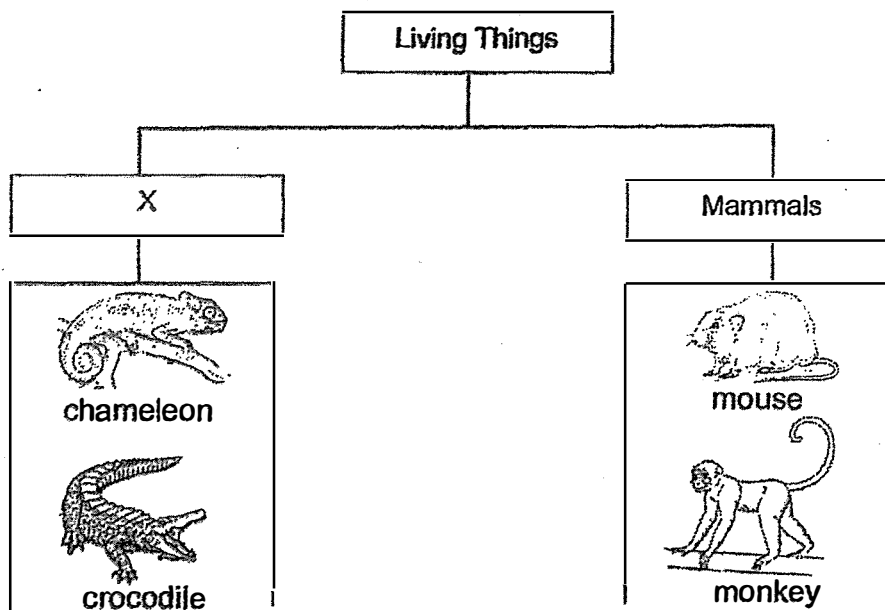 Living Things
X
Mammals
chameleon
mouse
crocodile
monkey